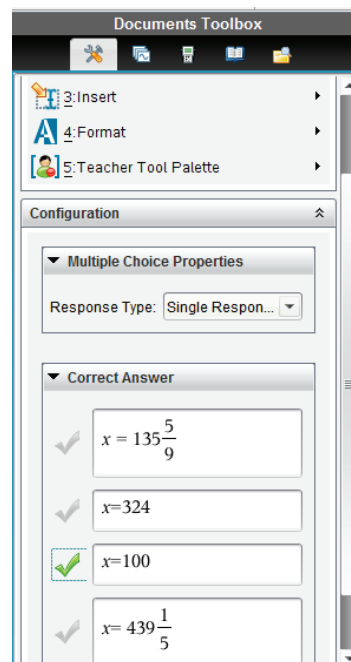 Documents Toolbox
3:Insert
4:Format
5:Teacher Tool Palette
Configuration
Multiple Choice Properties
Response Type: Single Respon...
Correct Answer
x = 135 5/9
x=324
x=100
x= 439 1/5